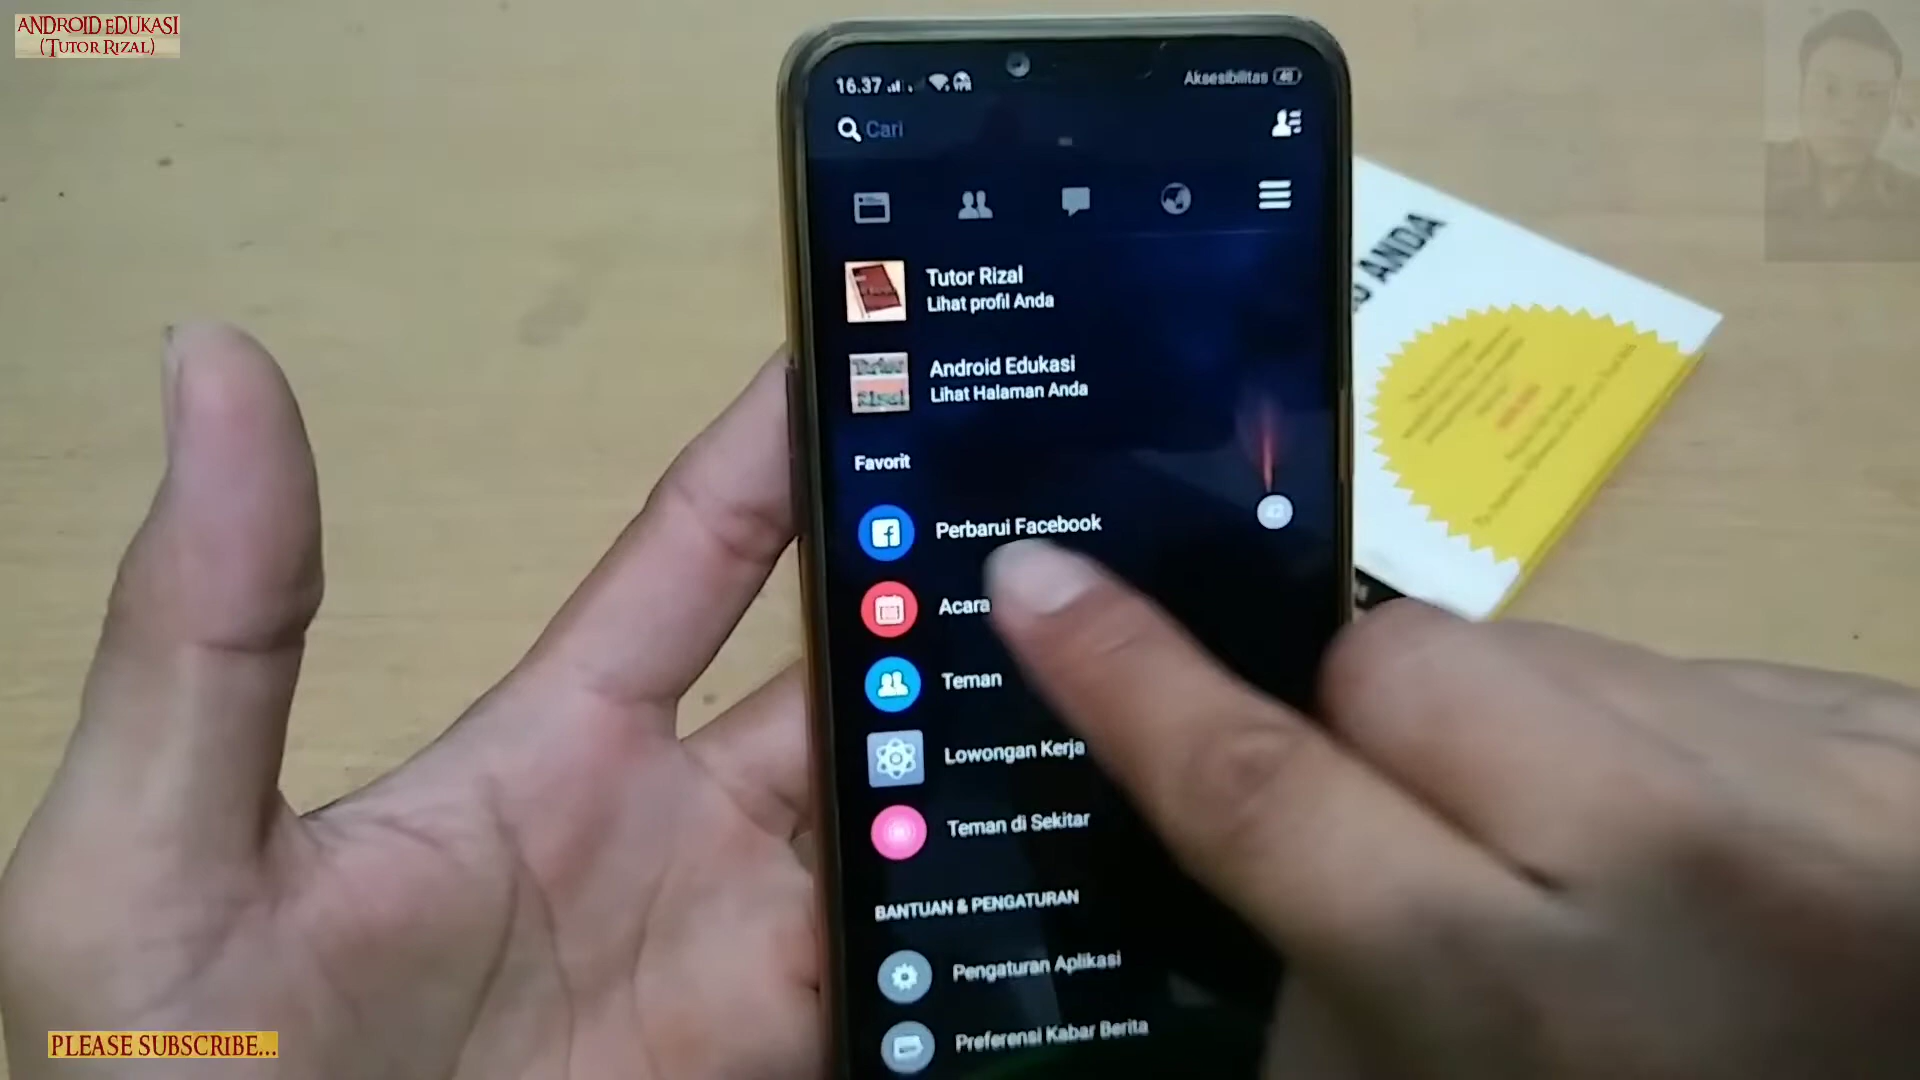 ANDROID EDUKASI
(TUTOR RIZAL)
16.37
Aksesibilitas
Cari
Tutor Rizal
Lihat profil Anda
Android Edukasi
Lihat Halaman Anda
Favorit
Perbarui Facebook
Acara
Teman
Lowongan Kerja
Teman di Sekitar
BANTUAN & PENGATURAN
Pengaturan Aplikasi
Preferensi Kabar Berita
ANDA
PLEASE SUBSCRIBE...